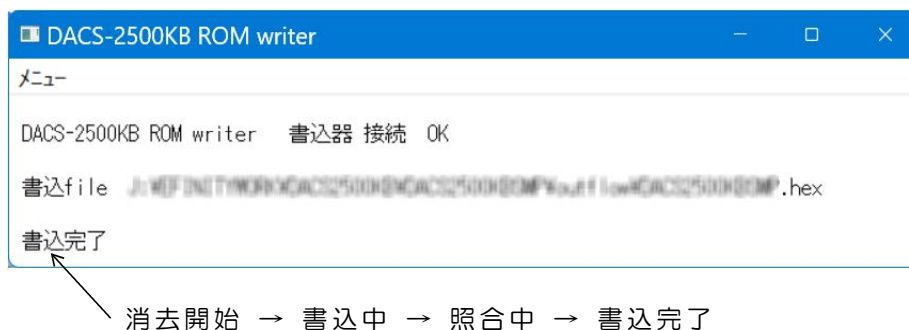 DACS-2500KB ROM writer
メニュー
DACS-2500KB ROM writer 書込器 接続 OK
書込file .hex
書込完了
消去開始 → 書込中 → 照合中 → 書込完了